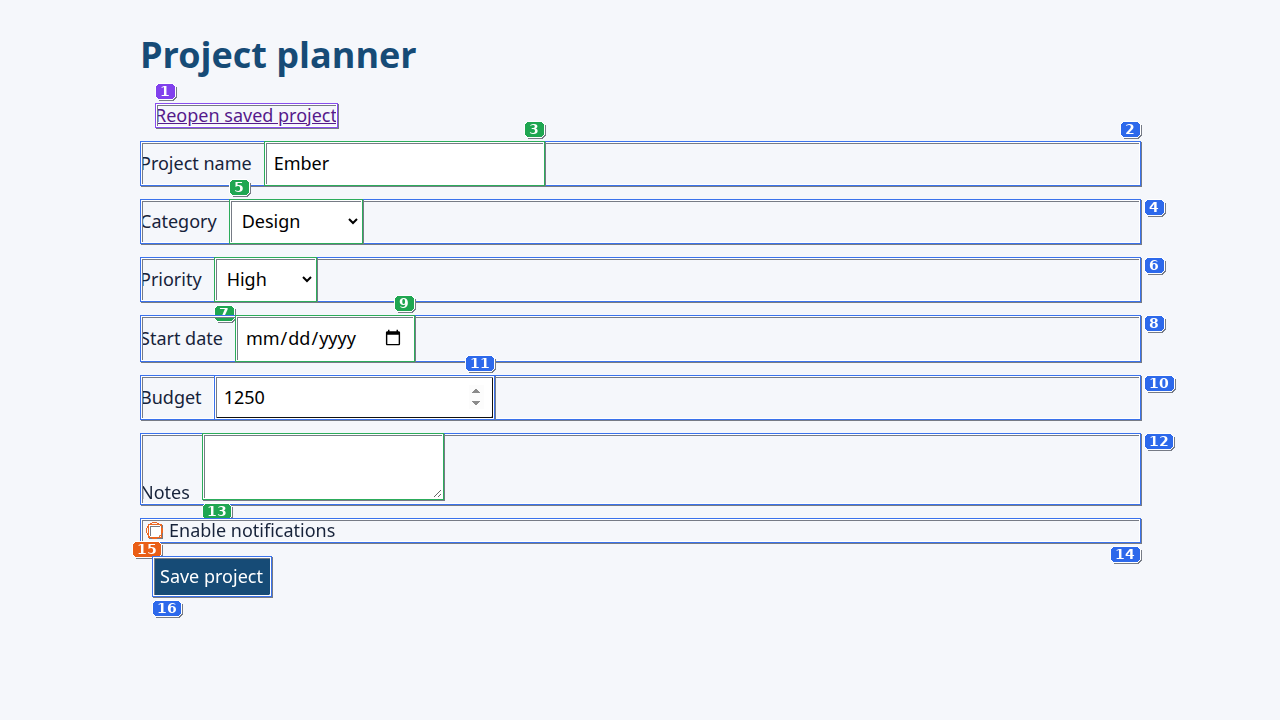 Project planner
1
Reopen saved project
3 2
Project name Ember
5
Category Design 4
Priority High 6
7 9
Start date mm/dd/yyyy 8
11
Budget 1250 10
12
Notes
13
Enable notifications
15 14
Save project
16